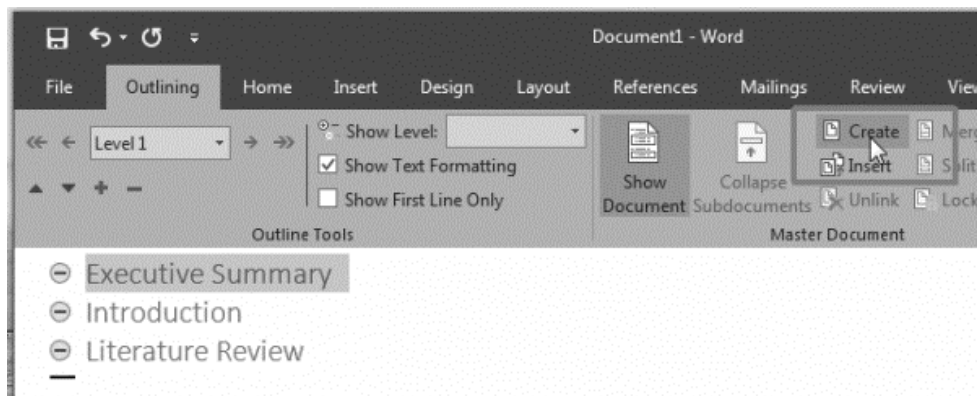 Document1 - Word
File Outlining Home Insert Design Layout References Mailings Review View
Level 1 Show Level: Create
Show Text Formatting Insert
Show First Line Only Show Document Collapse Subdocuments Unlink Lock
Outline Tools Master Document
Executive Summary
Introduction
Literature Review